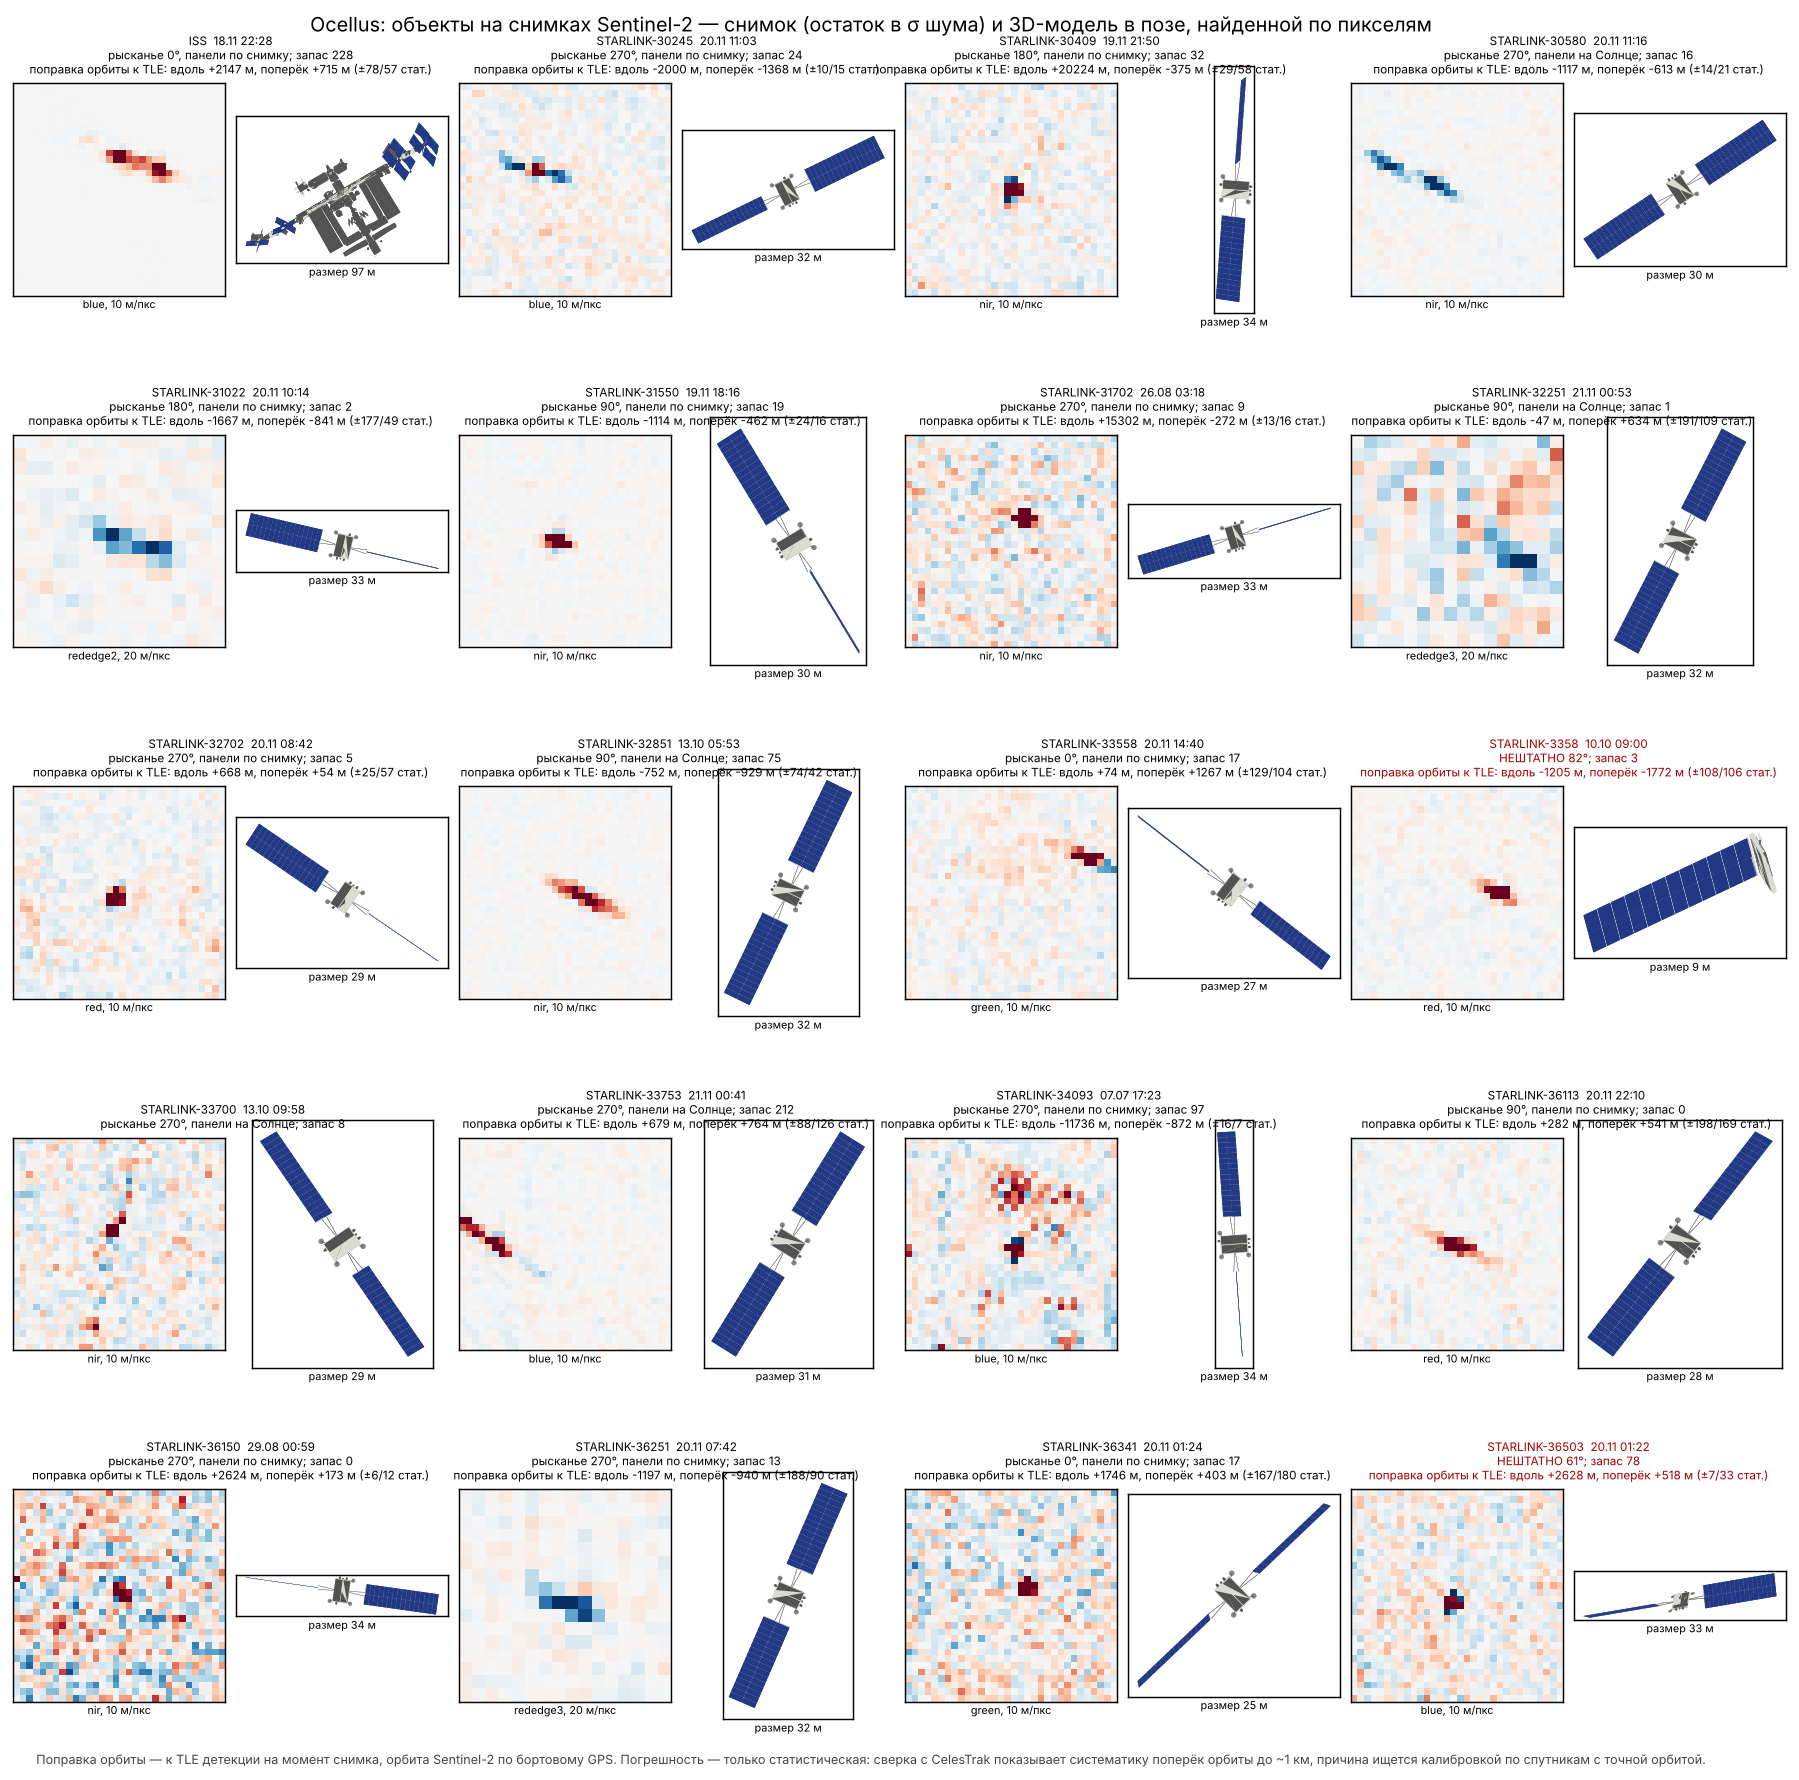 Ocellus: объекты на снимках Sentinel-2 — снимок (остаток в σ шума) и 3D-модель в позе, найденной по пикселям
ISS 18.11 22:28
рысканье 0°, панели по снимку; запас 228
поправка орбиты к TLE: вдоль +2147 м, поперёк +715 м (±78/57 стат.)
blue, 10 м/пкс
размер 97 м
STARLINK-30245 20.11 11:03
рысканье 270°, панели по снимку; запас 24
поправка орбиты к TLE: вдоль -2000 м, поперёк -1368 м (±10/15 стат.)
blue, 10 м/пкс
размер 32 м
STARLINK-30409 19.11 21:50
рысканье 180°, панели по снимку; запас 32
поправка орбиты к TLE: вдоль +20224 м, поперёк -375 м (±29/58 стат.)
nir, 10 м/пкс
размер 34 м
STARLINK-30580 20.11 11:16
рысканье 270°, панели на Солнце; запас 16
поправка орбиты к TLE: вдоль -1117 м, поперёк -613 м (±14/21 стат.)
nir, 10 м/пкс
размер 30 м
STARLINK-31022 20.11 10:14
рысканье 180°, панели по снимку; запас 2
поправка орбиты к TLE: вдоль -1667 м, поперёк -841 м (±177/49 стат.)
rededge2, 20 м/пкс
размер 33 м
STARLINK-31550 19.11 18:16
рысканье 90°, панели по снимку; запас 19
поправка орбиты к TLE: вдоль -1114 м, поперёк -462 м (±24/16 стат.)
nir, 10 м/пкс
размер 30 м
STARLINK-31702 26.08 03:18
рысканье 270°, панели по снимку; запас 9
поправка орбиты к TLE: вдоль +15302 м, поперёк -272 м (±13/16 стат.)
nir, 10 м/пкс
размер 33 м
STARLINK-32251 21.11 00:53
рысканье 90°, панели на Солнце; запас 1
поправка орбиты к TLE: вдоль -47 м, поперёк +634 м (±191/109 стат.)
rededge3, 20 м/пкс
размер 32 м
STARLINK-32702 20.11 08:42
рысканье 270°, панели по снимку; запас 5
поправка орбиты к TLE: вдоль +668 м, поперёк +54 м (±25/57 стат.)
red, 10 м/пкс
размер 29 м
STARLINK-32851 13.10 05:53
рысканье 90°, панели на Солнце; запас 75
поправка орбиты к TLE: вдоль -752 м, поперёк -929 м (±74/42 стат.)
nir, 10 м/пкс
размер 32 м
STARLINK-33558 20.11 14:40
рысканье 0°, панели по снимку; запас 17
поправка орбиты к TLE: вдоль +74 м, поперёк +1267 м (±129/104 стат.)
green, 10 м/пкс
размер 27 м
STARLINK-3358 10.10 09:00
НЕШТАТНО 82°; запас 3
поправка орбиты к TLE: вдоль -1205 м, поперёк -1772 м (±108/106 стат.)
red, 10 м/пкс
размер 9 м
STARLINK-33700 13.10 09:58
рысканье 270°, панели на Солнце; запас 8
nir, 10 м/пкс
размер 29 м
STARLINK-33753 21.11 00:41
рысканье 270°, панели на Солнце; запас 212
поправка орбиты к TLE: вдоль +679 м, поперёк +764 м (±88/126 стат.)
blue, 10 м/пкс
размер 31 м
STARLINK-34093 07.07 17:23
рысканье 270°, панели по снимку; запас 97
поправка орбиты к TLE: вдоль -11736 м, поперёк -872 м (±16/7 стат.)
blue, 10 м/пкс
размер 34 м
STARLINK-36113 20.11 22:10
рысканье 90°, панели по снимку; запас 0
поправка орбиты к TLE: вдоль +282 м, поперёк +541 м (±198/169 стат.)
red, 10 м/пкс
размер 28 м
STARLINK-36150 29.08 00:59
рысканье 270°, панели по снимку; запас 0
поправка орбиты к TLE: вдоль +2624 м, поперёк +173 м (±6/12 стат.)
nir, 10 м/пкс
размер 34 м
STARLINK-36251 20.11 07:42
рысканье 270°, панели по снимку; запас 13
поправка орбиты к TLE: вдоль -1197 м, поперёк -940 м (±188/90 стат.)
rededge3, 20 м/пкс
размер 32 м
STARLINK-36341 20.11 01:24
рысканье 0°, панели по снимку; запас 17
поправка орбиты к TLE: вдоль +1746 м, поперёк +403 м (±167/180 стат.)
green, 10 м/пкс
размер 25 м
STARLINK-36503 20.11 01:22
НЕШТАТНО 61°; запас 78
поправка орбиты к TLE: вдоль +2628 м, поперёк +518 м (±7/33 стат.)
blue, 10 м/пкс
размер 33 м
Поправка орбиты — к TLE детекции на момент снимка, орбита Sentinel-2 по бортовому GPS. Погрешность — только статистическая: сверка с CelesTrak показывает систематику поперёк орбиты до ~1 км, причина ищется калибровкой по спутникам с точной орбитой.